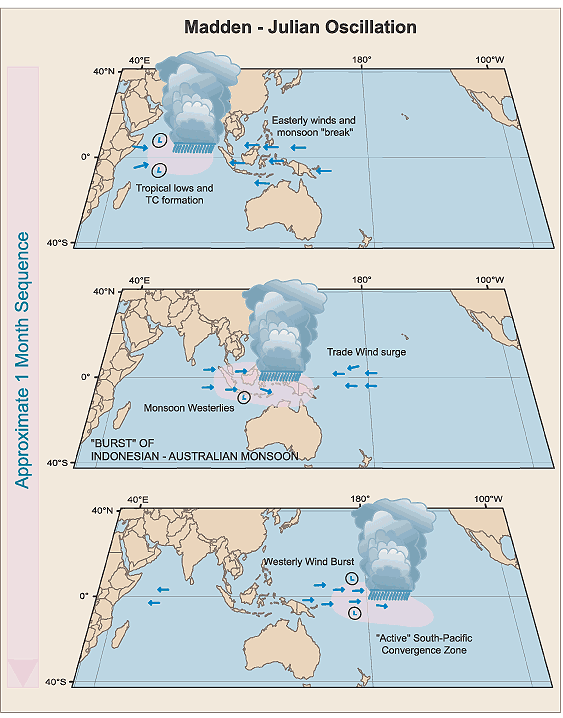 Madden - Julian Oscillation
Approximate 1 Month Sequence
40°E
180°
100°W
40°N
Easterly winds and
monsoon "break"
L
0°
L
Tropical lows and
TC formation
40°S
40°E
180°
100°W
40°N
Trade Wind surge
0°
L
Monsoon Westerlies
"BURST" OF
INDONESIAN - AUSTRALIAN MONSOON
40°S
40°E
180°
100°W
40°N
Westerly Wind Burst
L
0°
L
"Active" South-Pacific
Convergence Zone
40°S